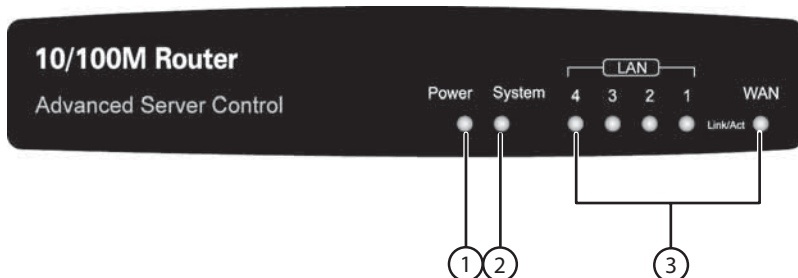 10/100M Router
Advanced Server Control
Power System
LAN
4 3 2 1
WAN
Link/Act
1 2 3